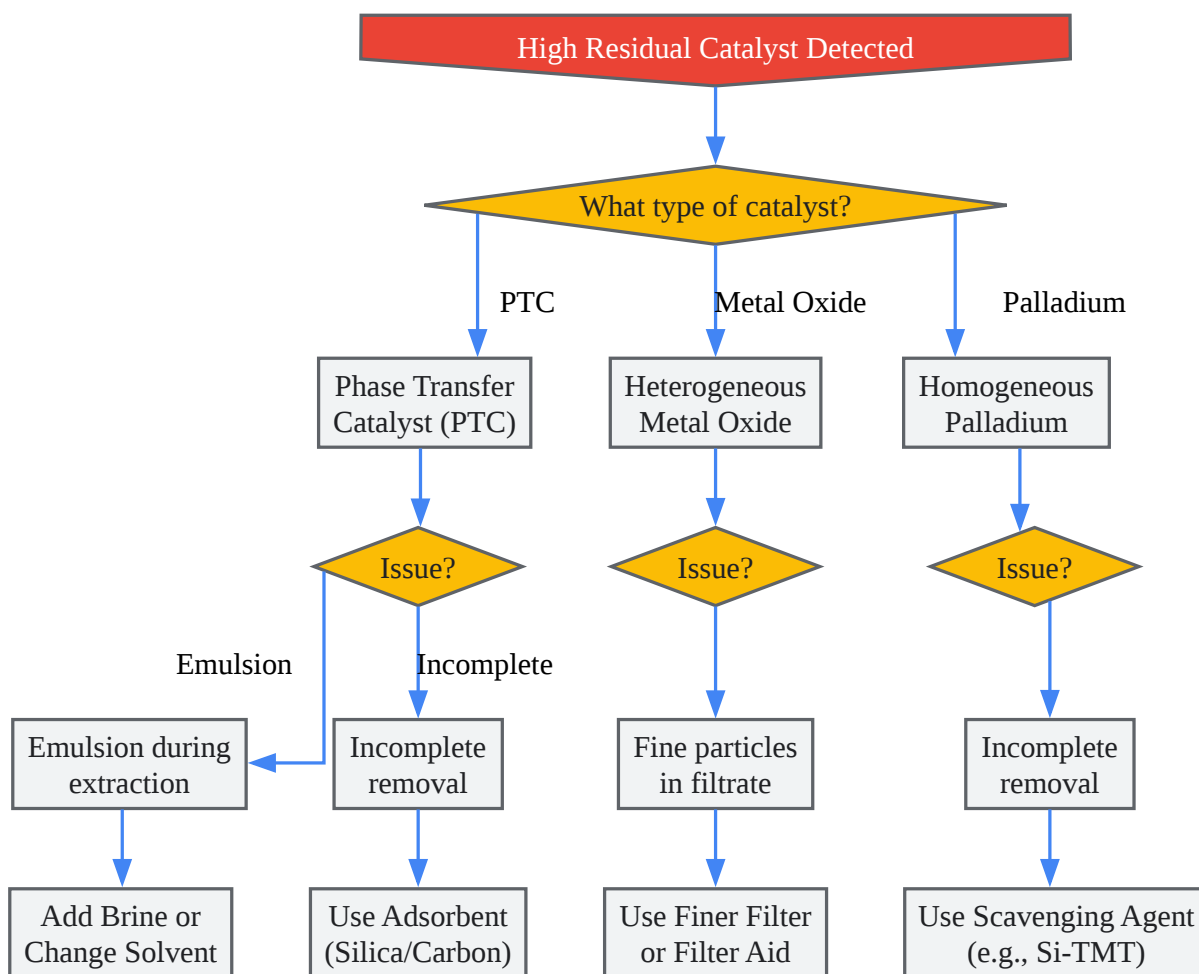 High Residual Catalyst Detected
What type of catalyst?
PTC
Metal Oxide
Palladium
Phase Transfer
Catalyst (PTC)
Heterogeneous
Metal Oxide
Homogeneous
Palladium
Issue?
Issue?
Issue?
Emulsion
Incomplete
Emulsion during
extraction
Incomplete
removal
Fine particles
in filtrate
Incomplete
removal
Add Brine or
Change Solvent
Use Adsorbent
(Silica/Carbon)
Use Finer Filter
or Filter Aid
Use Scavenging Agent
(e.g., Si-TMT)